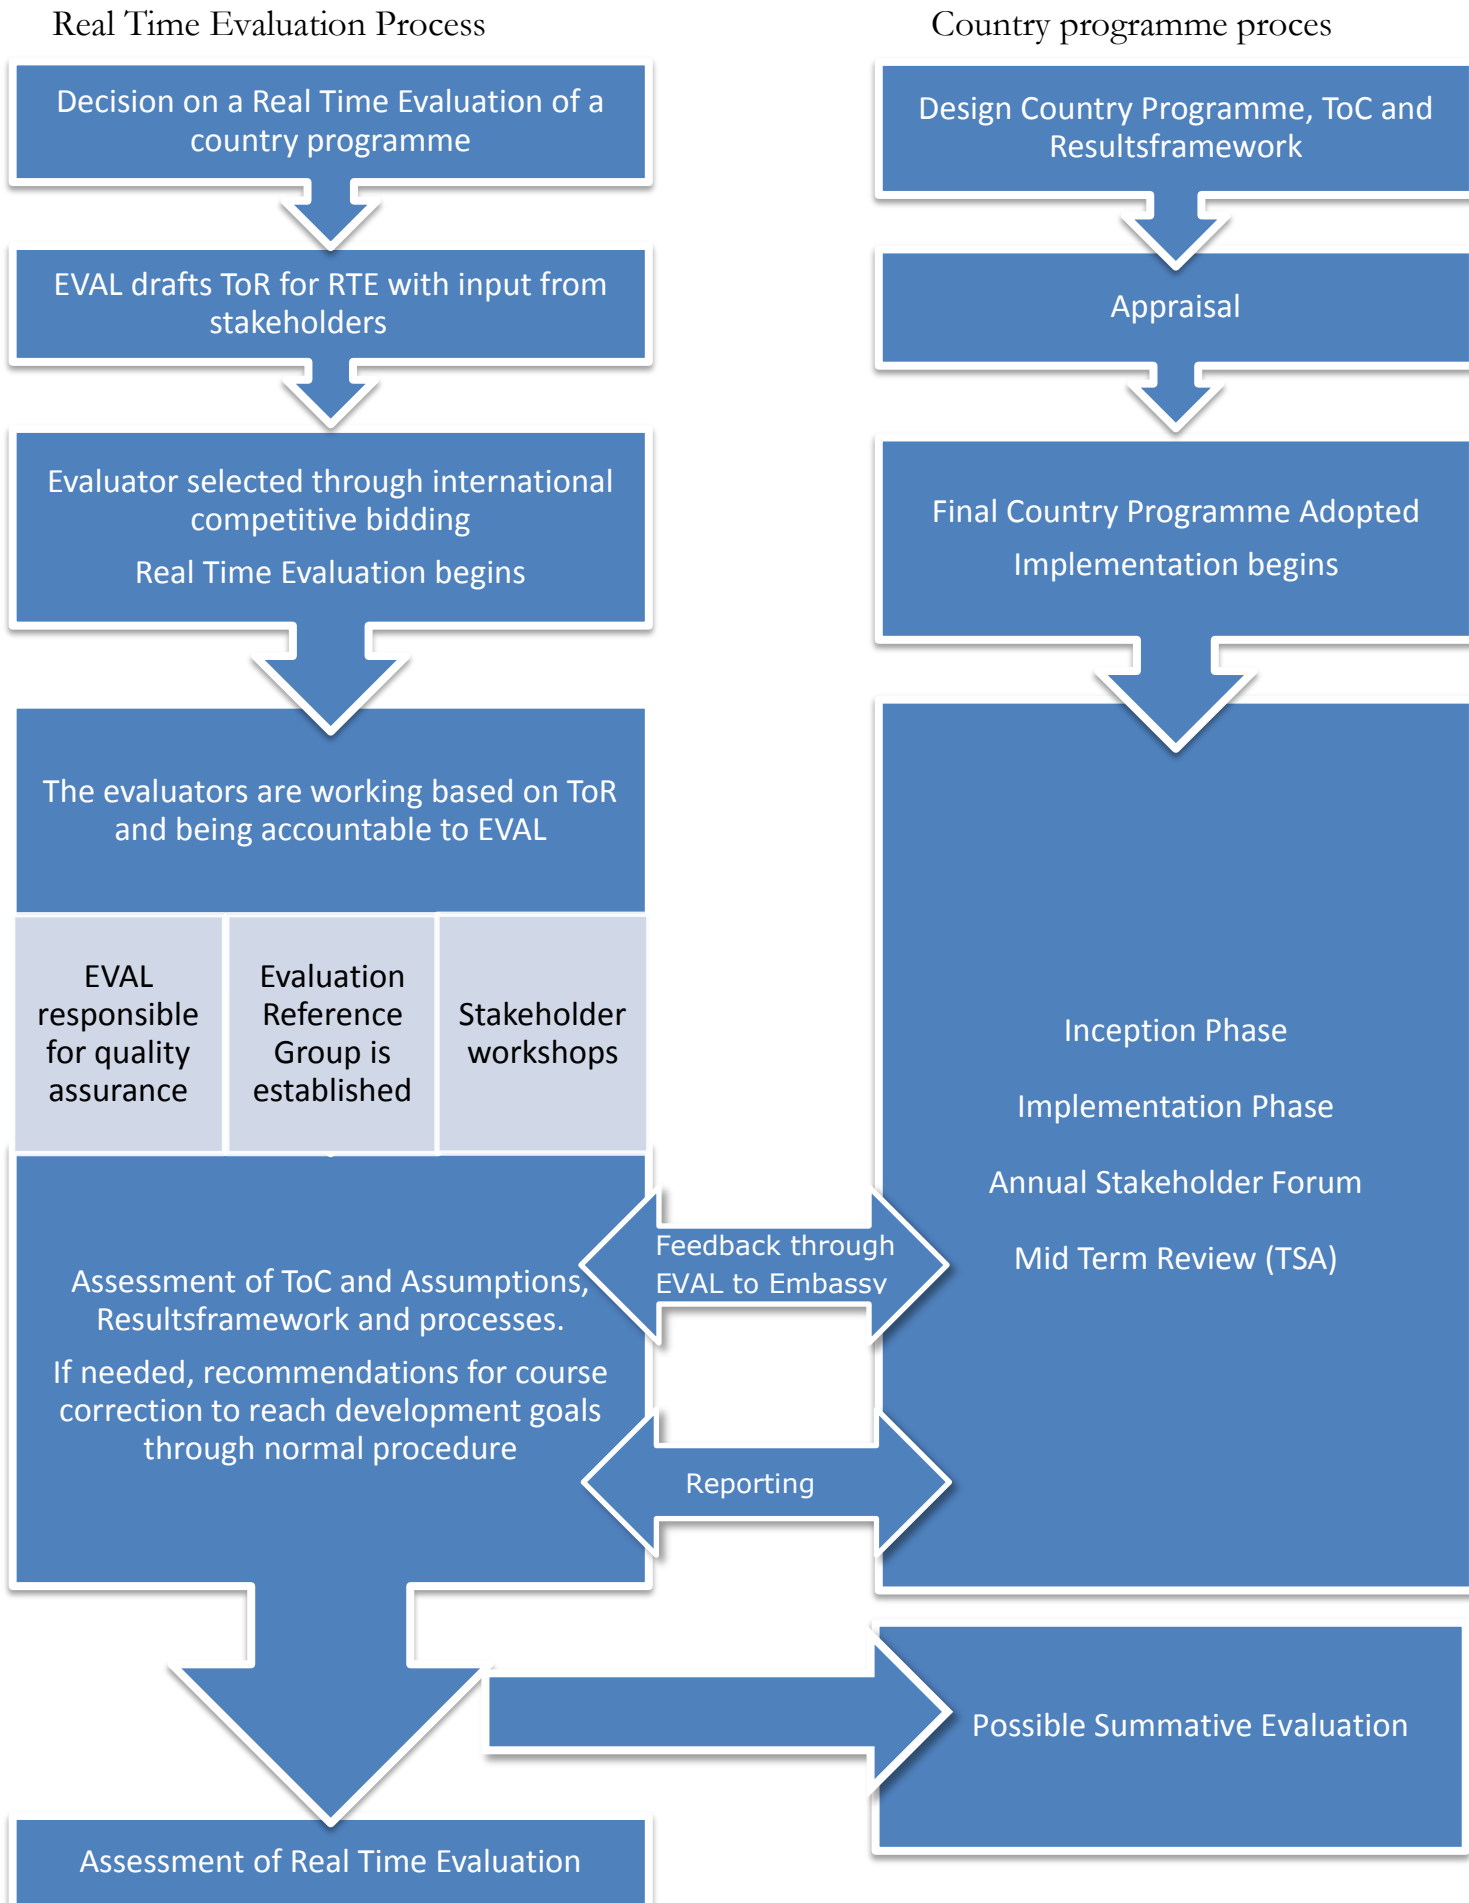 Real Time Evaluation Process
Country programme proces
Decision on a Real Time Evaluation of a
country programme
EVAL drafts ToR for RTE with input from
stakeholders
Evaluator selected through international
competitive bidding
Real Time Evaluation begins
The evaluators are working based on ToR
and being accountable to EVAL
EVAL
responsible
for quality
assurance
Evaluation
Reference
Group is
established
Stakeholder
workshops
Assessment of ToC and Assumptions,
Resultsframework and processes.
If needed, recommendations for course
correction to reach development goals
through normal procedure
Assessment of Real Time Evaluation
Feedback through
EVAL to Embassy
Reporting
Design Country Programme, ToC and
Resultsframework
Appraisal
Final Country Programme Adopted
Implementation begins
Inception Phase
Implementation Phase
Annual Stakeholder Forum
Mid Term Review (TSA)
Possible Summative Evaluation